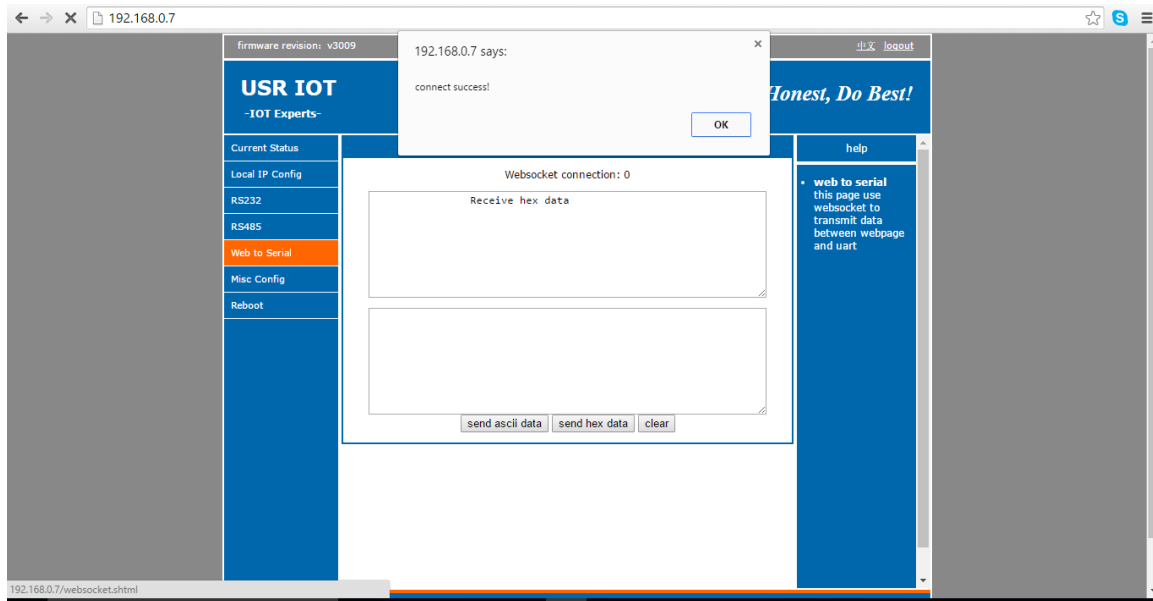 192.168.0.7
firmware revision: v3009
中文 logout
USR IOT
-IOT Experts-
Honest, Do Best!
192.168.0.7 says:
connect success!
OK
Current Status
Local IP Config
RS232
RS485
Web to Serial
Misc Config
Reboot
Websocket connection: 0
Receive hex data
send ascii data send hex data clear
help
web to serial
this page use
websocket to
transmit data
between webpage
and uart
192.168.0.7/websocket.shtml